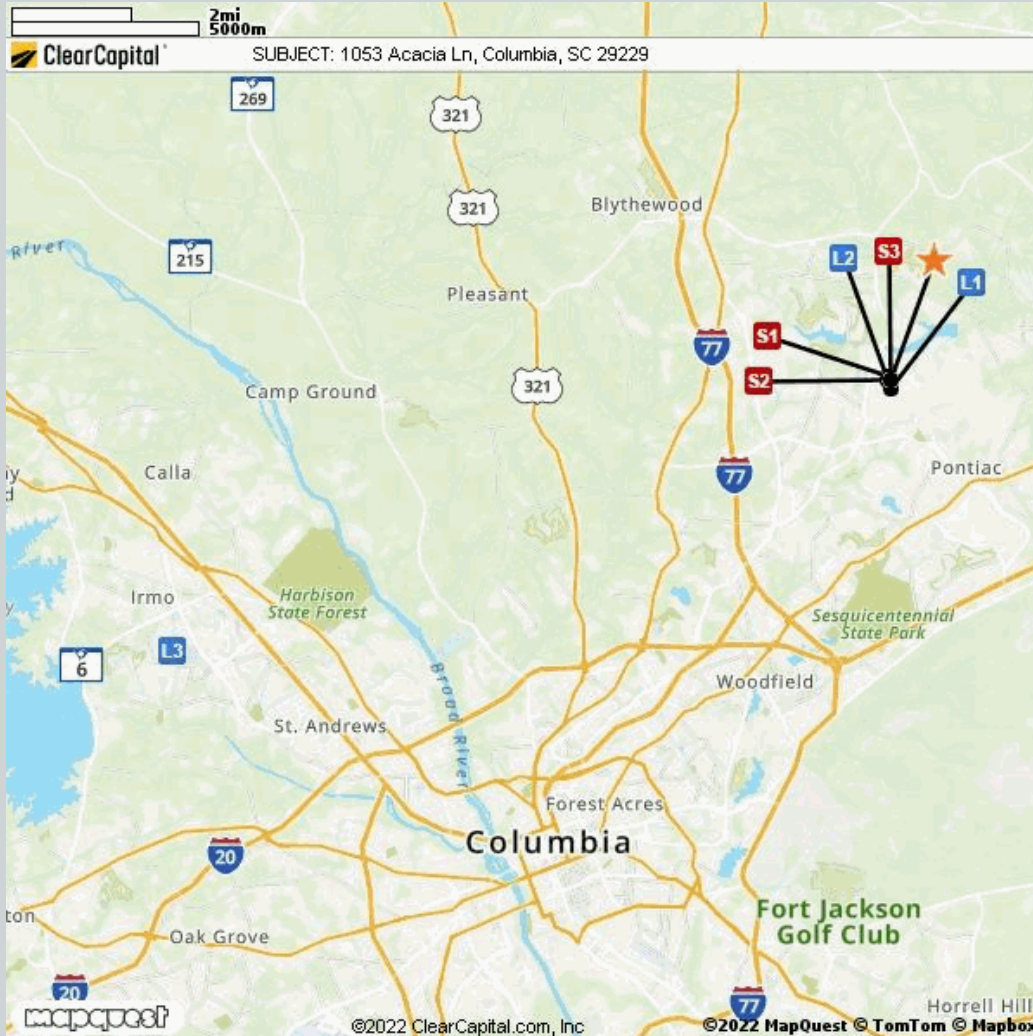 2mi
5000m
ClearCapital
SUBJECT: 1053 Acacia Ln, Columbia, SC 29229
269
321
321
Blythewood
River
215
L2
S3
L1
Pleasant
S1
77
S2
321
Camp Ground
Calla
Pontiac
77
Irmo
Harbison
State Forest
Sesquicentennial
State Park
L3
6
Broad River
Woodfield
St. Andrews
Forest Acres
Columbia
20
Fort Jackson
Golf Club
ton
Oak Grove
20
77
Horrell Hill
mapquest
©2022 ClearCapital.com, Inc
©2022 MapQuest © TomTom © Mapbo